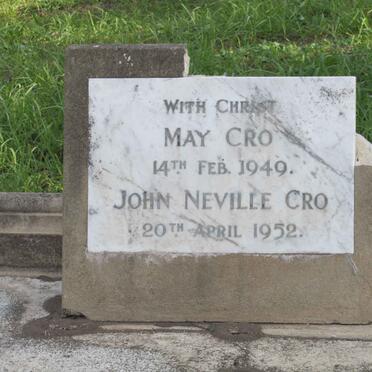 With Christ
May Cro
14th Feb. 1949.
John Neville Cro
20th April 1952.